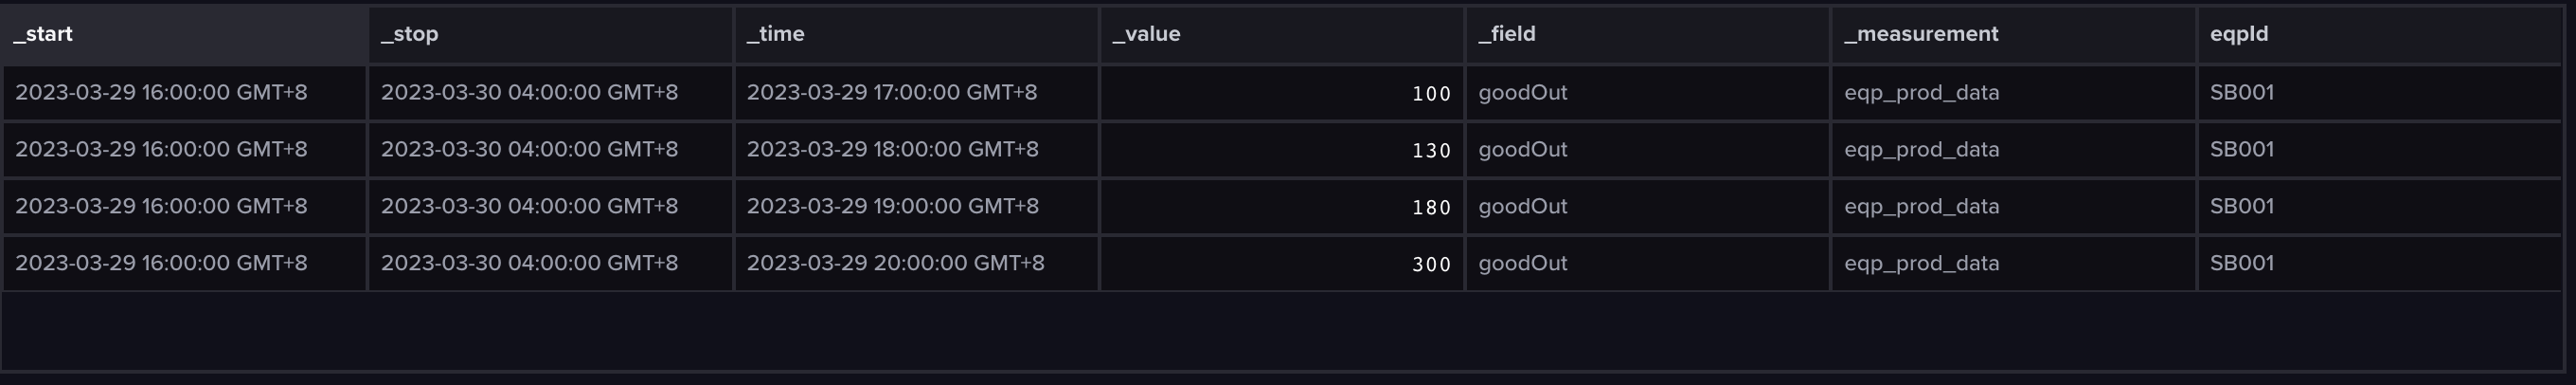 _start _stop _time _value _field _measurement eqpId
2023-03-29 16:00:00 GMT+8 2023-03-30 04:00:00 GMT+8 2023-03-29 17:00:00 GMT+8 100 goodOut eqp_prod_data SB001
2023-03-29 16:00:00 GMT+8 2023-03-30 04:00:00 GMT+8 2023-03-29 18:00:00 GMT+8 130 goodOut eqp_prod_data SB001
2023-03-29 16:00:00 GMT+8 2023-03-30 04:00:00 GMT+8 2023-03-29 19:00:00 GMT+8 180 goodOut eqp_prod_data SB001
2023-03-29 16:00:00 GMT+8 2023-03-30 04:00:00 GMT+8 2023-03-29 20:00:00 GMT+8 300 goodOut eqp_prod_data SB001